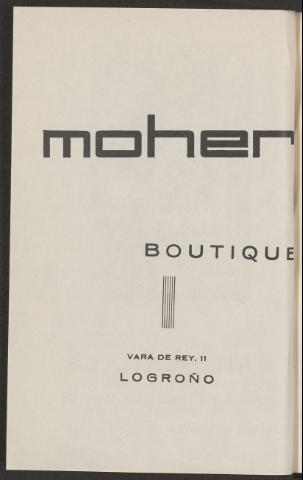 moher
BOUTIQUE
VARA DE REY, 11
LOGROÑO